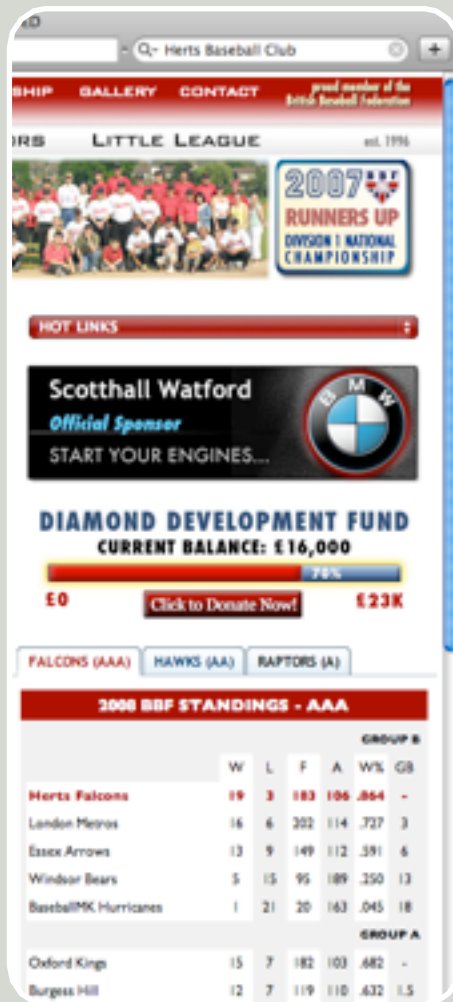 ED
Q- Herts Baseball Club
+
SHIP GALLERY CONTACT proud member of the
British Baseball Federation
ORS LITTLE LEAGUE est. 1996
2007 BBF
RUNNERS UP
DIVISION 1 NATIONAL
CHAMPIONSHIP
HOT LINKS
Scotthall Watford
Official Sponsor
START YOUR ENGINES...
BMW
DIAMOND DEVELOPMENT FUND
CURRENT BALANCE: £16,000
70%
£0 Click to Donate Now! £23K
FALCONS (AAA) HAWKS (AA) RAPTORS (A)
2008 BBF STANDINGS - AAA
GROUP B
W L F A W% GB
Herts Falcons 19 3 183 106 .864 -
London Metros 16 6 202 114 .727 3
Essex Arrows 13 9 149 112 .591 6
Windsor Bears 5 15 95 189 .250 13
BaseballMK Hurricanes 1 21 20 163 .045 18
GROUP A
Oxford Kings 15 7 182 103 .682 -
Burgess Hill 12 7 119 110 .632 1.5